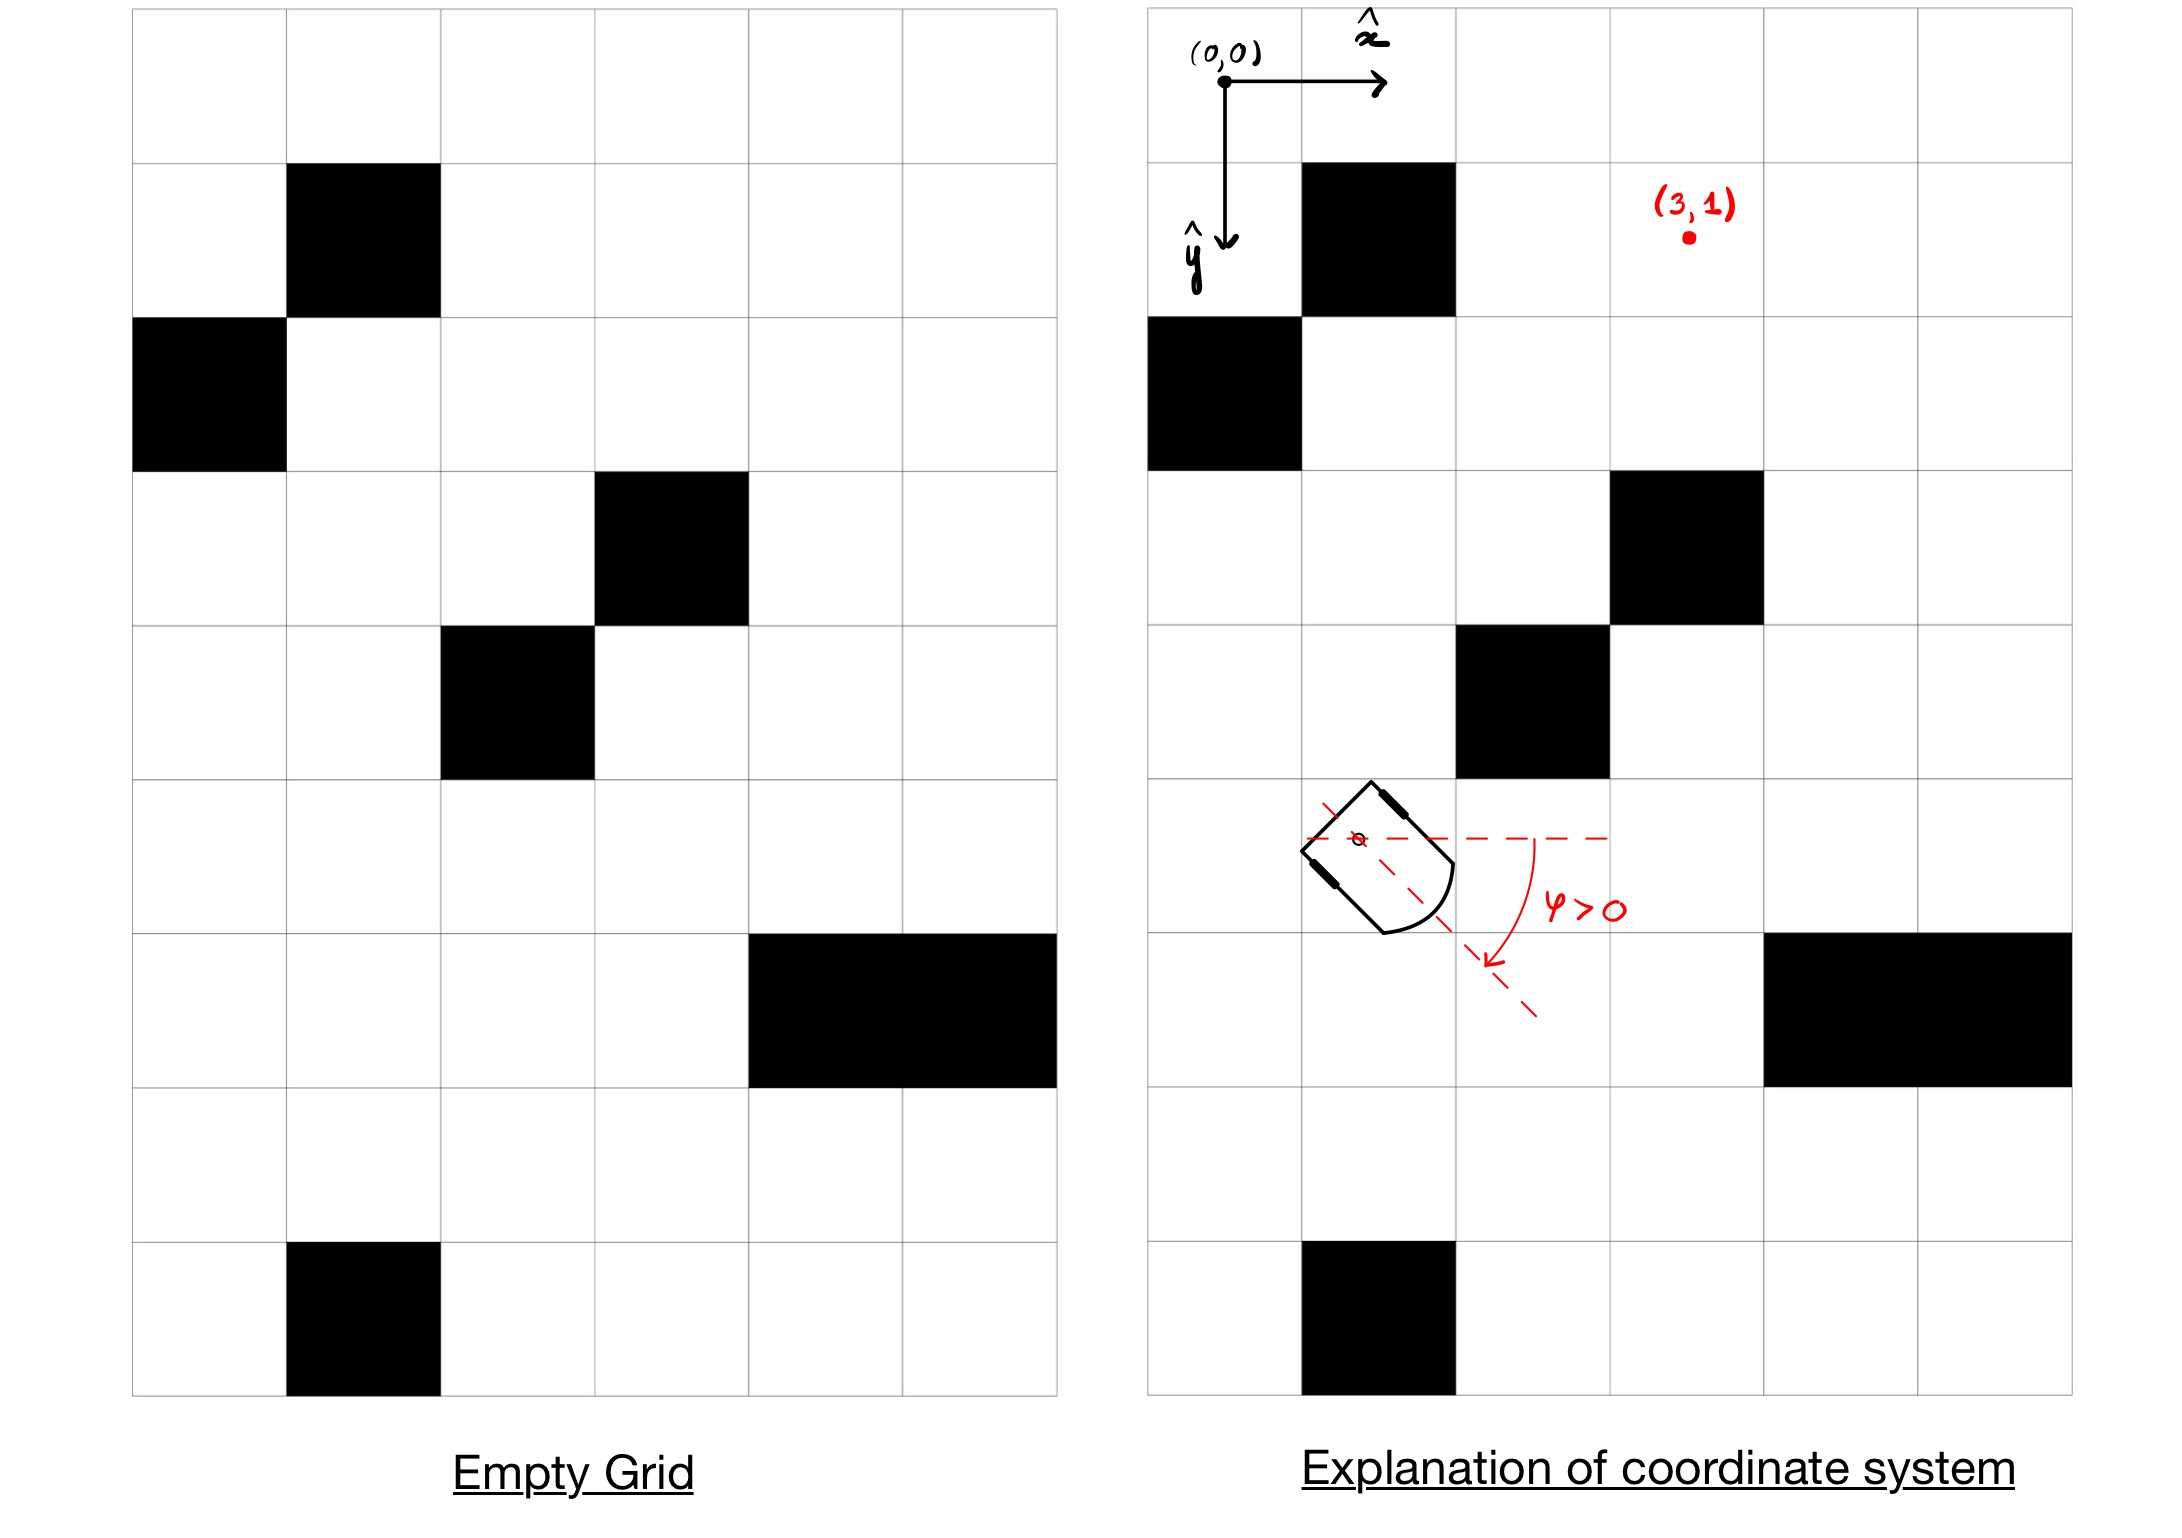 (0,0)
x̂
ŷ
(3,1)
φ>0
Empty Grid
Explanation of coordinate system